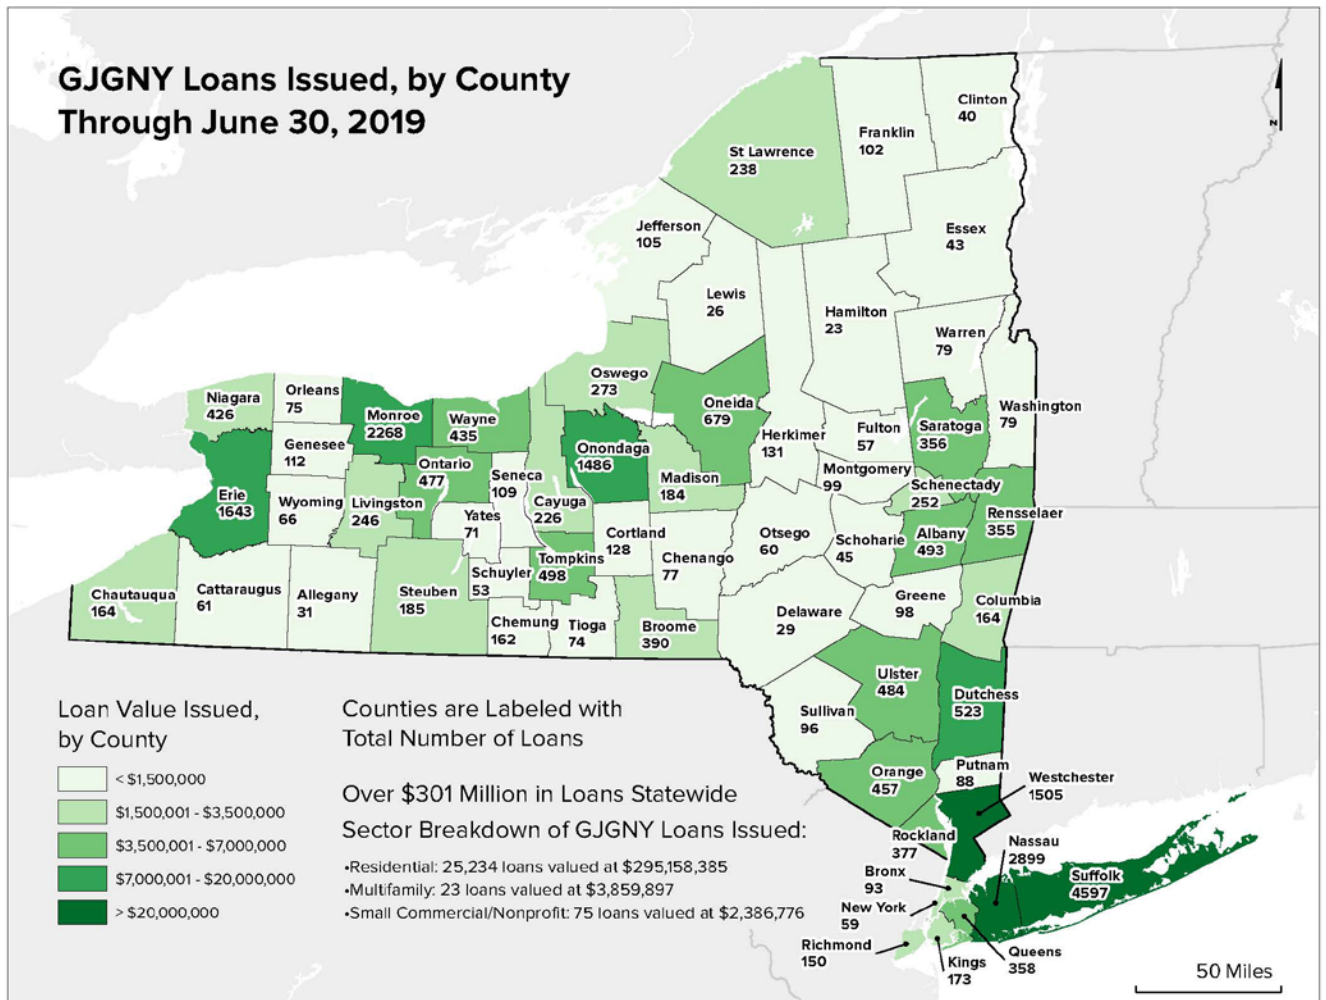 GJGNY Loans Issued, by County
Through June 30, 2019
N
Clinton
40
Franklin
102
St Lawrence
238
Jefferson
105
Essex
43
Lewis
26
Hamilton
23
Warren
79
Oswego
273
Oneida
679
Herkimer
131
Fulton
57
Saratoga
356
Washington
79
Niagara
426
Orleans
75
Monroe
2268
Wayne
435
Genesee
112
Onondaga
1486
Madison
184
Montgomery
99
Schenectady
252
Rensselaer
355
Erie
1643
Wyoming
66
Livingston
246
Ontario
477
Seneca
109
Cayuga
226
Yates
71
Cortland
128
Chenango
77
Otsego
60
Schoharie
45
Albany
493
Chautauqua
164
Cattaraugus
61
Allegany
31
Steuben
185
Schuyler
53
Tompkins
498
Chemung
162
Tioga
74
Broome
390
Delaware
29
Greene
98
Columbia
164
Ulster
484
Dutchess
523
Sullivan
96
Orange
457
Putnam
88
Westchester
1505
Rockland
377
Nassau
2899
Suffolk
4597
Bronx
93
New York
59
Richmond
150
Kings
173
Queens
358
Loan Value Issued,
by County
< $1,500,000
$1,500,001 - $3,500,000
$3,500,001 - $7,000,000
$7,000,001 - $20,000,000
> $20,000,000
Counties are Labeled with
Total Number of Loans
Over $301 Million in Loans Statewide
Sector Breakdown of GJGNY Loans Issued:
•Residential: 25,234 loans valued at $295,158,385
•Multifamily: 23 loans valued at $3,859,897
•Small Commercial/Nonprofit: 75 loans valued at $2,386,776
50 Miles